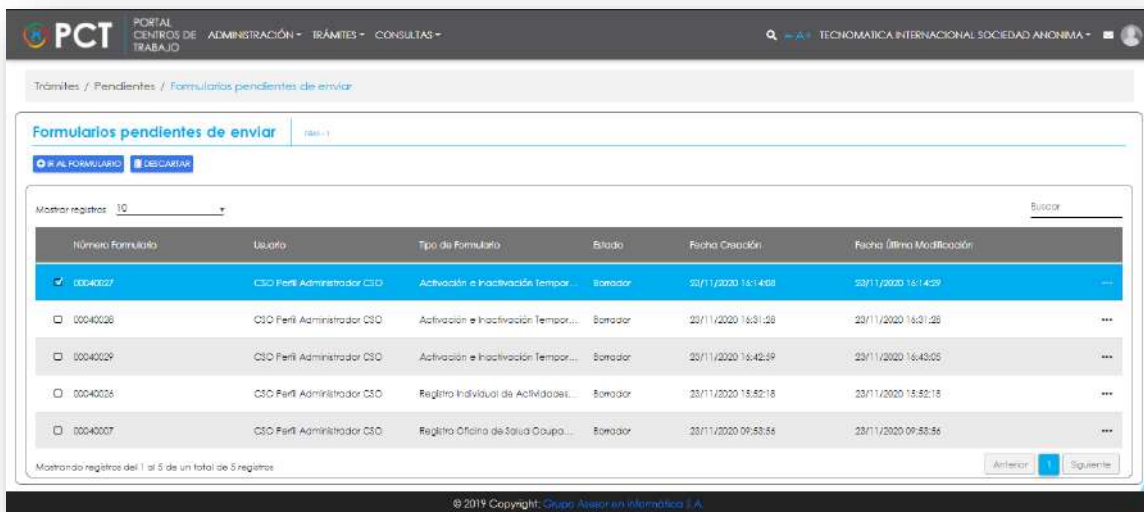 PCT
PORTAL
CENTROS DE
TRABAJO
ADMINISTRACIÓN
TRÁMITES
CONSULTAS
A
TECNOMATICA INTERNACIONAL SOCIEDAD ANONIMA
Trámites / Pendientes / Formularios pendientes de enviar
Formularios pendientes de enviar
IR AL FORMULARIO
DESCARTAR
Mostrar registros 10
Buscar
Número Formulario Usuario Tipo de Formulario Estado Fecha Creación Fecha Última Modificación
00040027 CSO Perfil Administrador CSO Activación e Inactivación Tempor... Borrador 23/11/2020 16:14:08 23/11/2020 16:14:29 ...
00040028 CSO Perfil Administrador CSO Activación e Inactivación Tempor... Borrador 23/11/2020 16:31:28 23/11/2020 16:31:28 ...
00040029 CSO Perfil Administrador CSO Activación e Inactivación Tempor... Borrador 23/11/2020 16:42:59 23/11/2020 16:43:05 ...
00040026 CSO Perfil Administrador CSO Registro Individual de Actividades... Borrador 23/11/2020 15:52:18 23/11/2020 15:52:18 ...
00040007 CSO Perfil Administrador CSO Registro Oficina de Salud Ocupa... Borrador 23/11/2020 09:53:56 23/11/2020 09:53:56 ...
Mostrando registros del 1 al 5 de un total de 5 registros
Anterior 1 Siguiente
© 2019 Copyright: Grupo Asesor en Informática S.A.